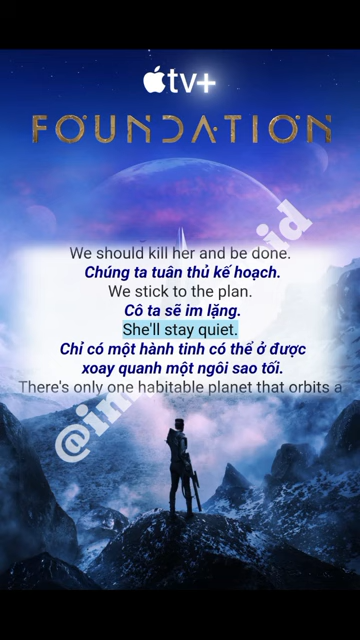 tv+
FOUNDATION
We should kill her and be done.
Chúng ta tuân thủ kế hoạch.
We stick to the plan.
Cô ta sẽ im lặng.
She'll stay quiet.
Chỉ có một hành tinh có thể ở được
xoay quanh một ngôi sao tối.
There's only one habitable planet that orbits a